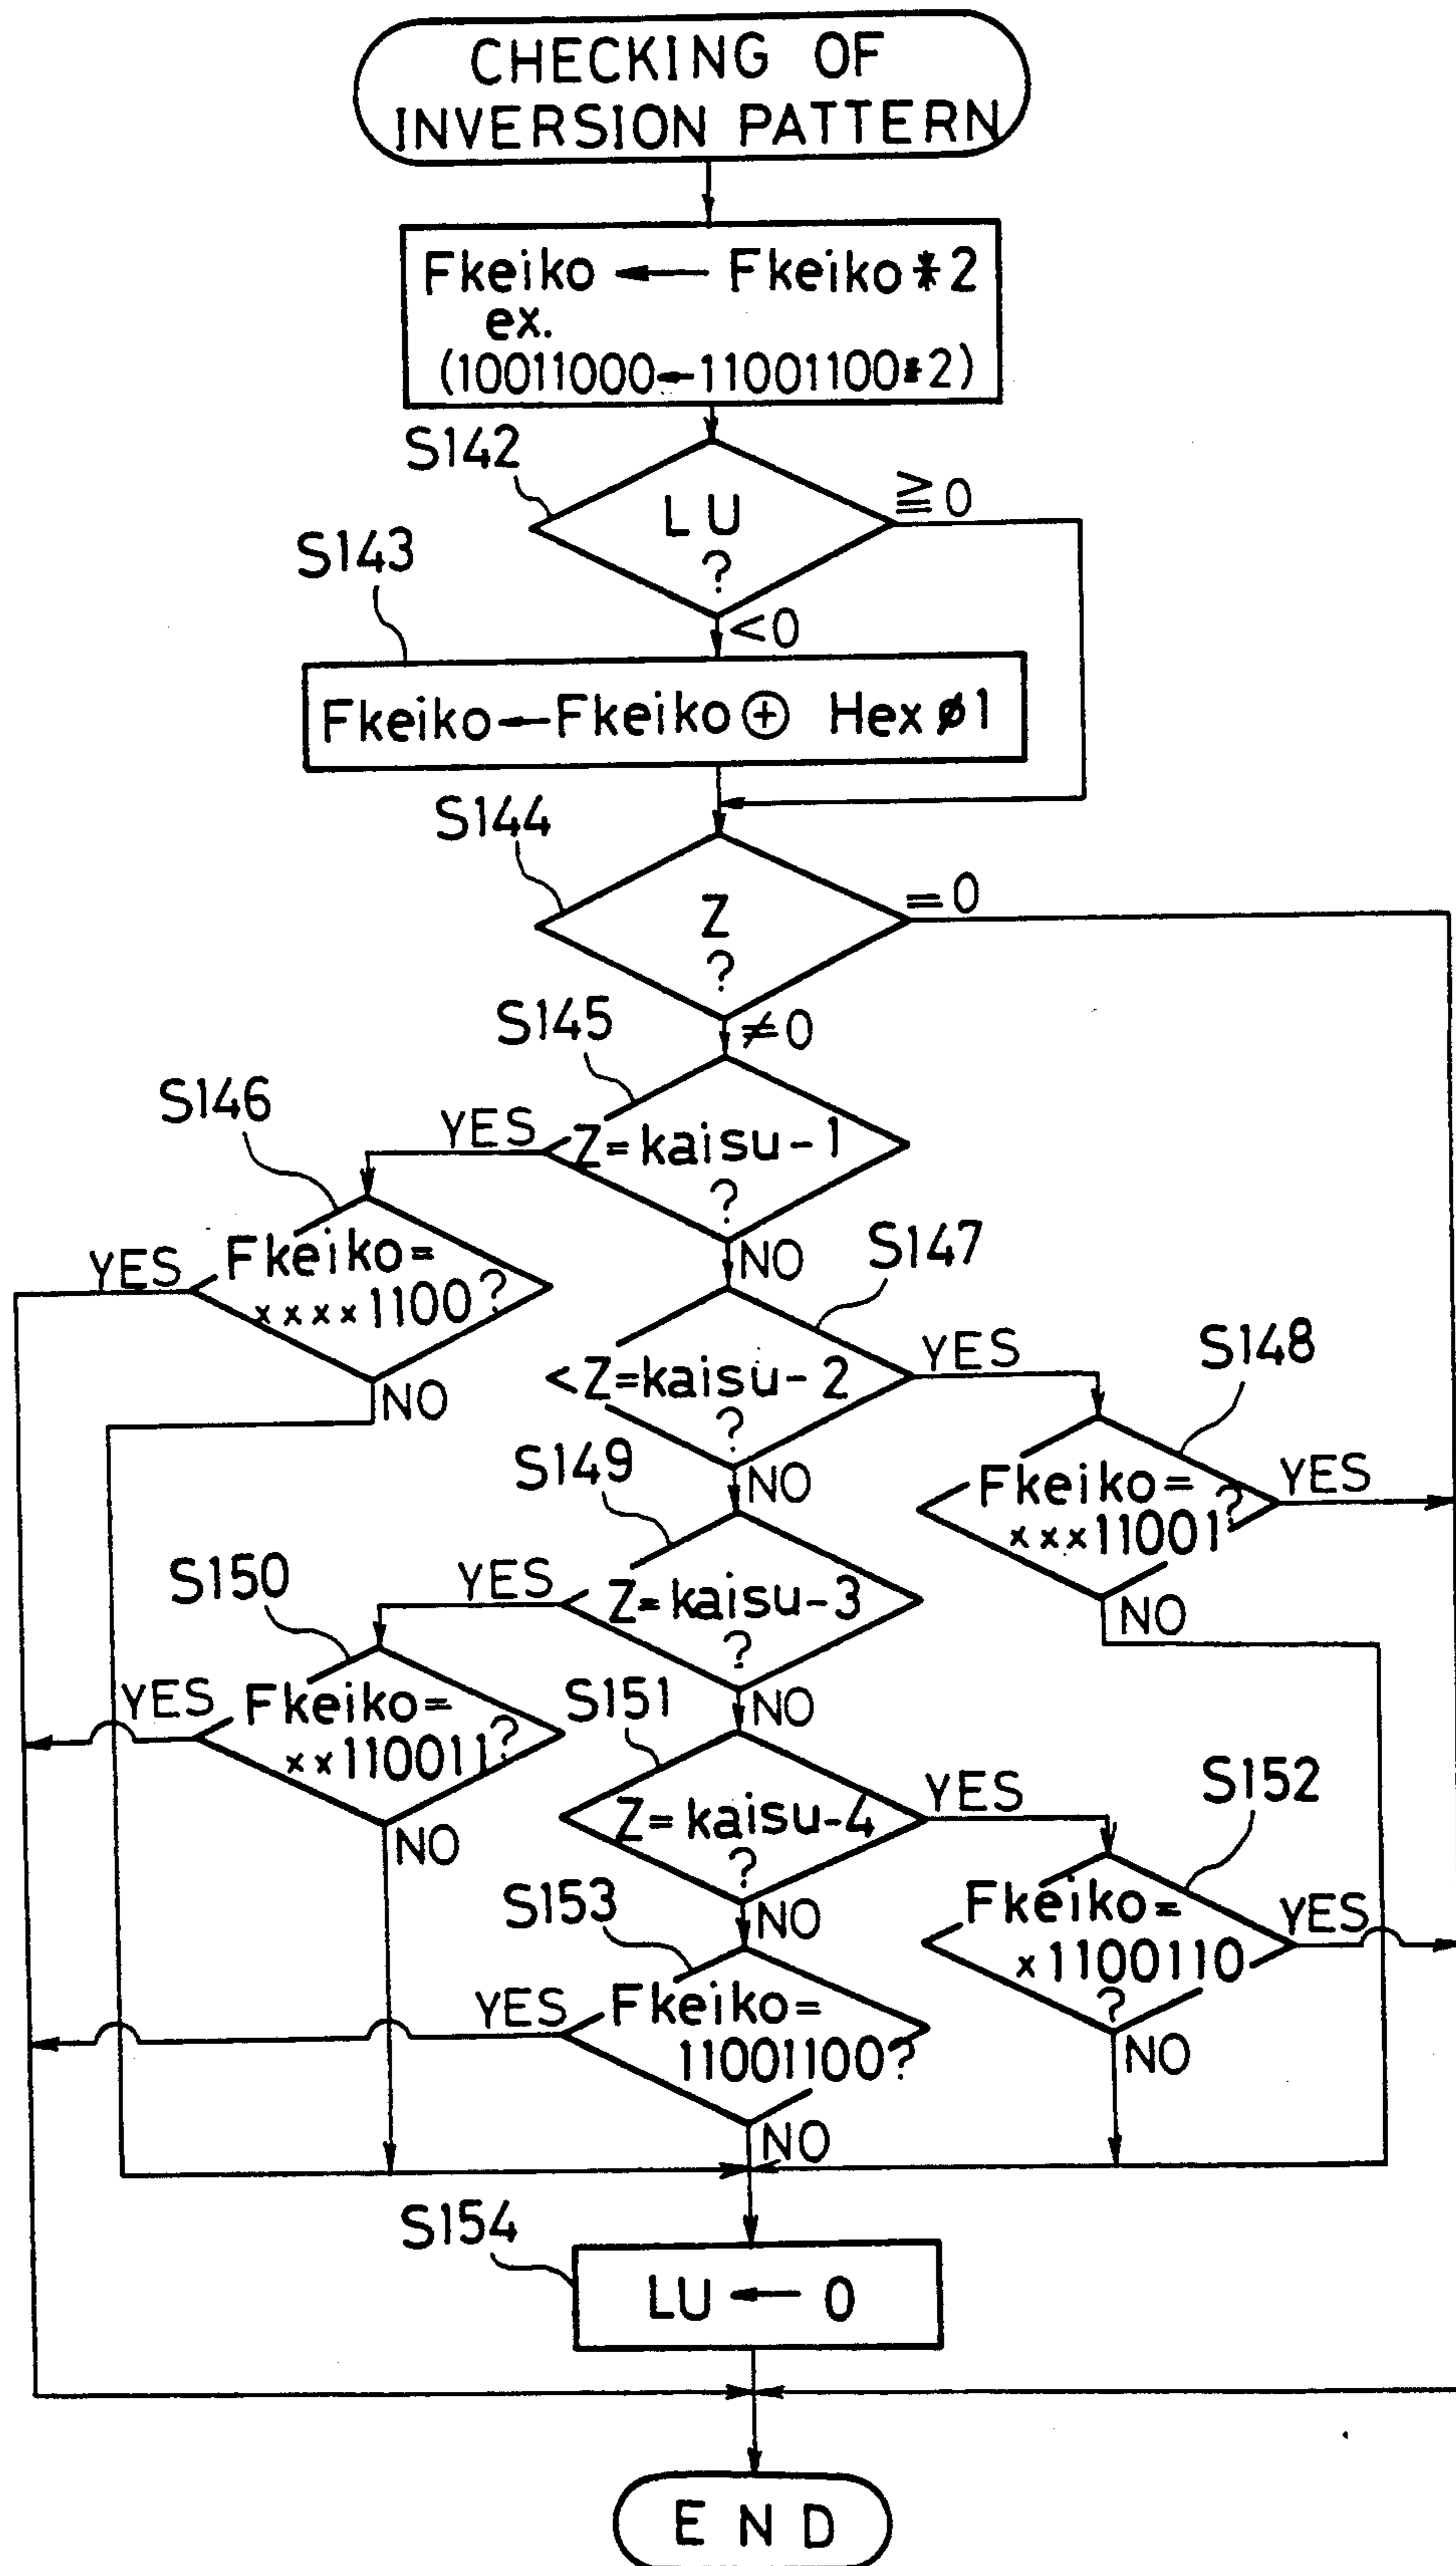 CHECKING OF
INVERSION PATTERN
Fkeiko ← Fkeiko*2
ex.
(10011000←11001100*2)
S142
LU
?
≧0
<0
S143
Fkeiko←Fkeiko⊕ Hex ø1
S144
Z
?
=0
≠0
S145
Z=kaisu-1
?
YES
NO
S146
Fkeiko=
××××1100?
YES
NO
S147
<Z=kaisu-2
?
YES
NO
S148
Fkeiko=
×××11001?
YES
NO
S149
Z=kaisu-3
?
YES
NO
S150
Fkeiko=
××110011?
YES
NO
S151
Z=kaisu-4
?
YES
NO
S152
Fkeiko=
×1100110
?
YES
NO
S153
Fkeiko=
11001100?
YES
NO
S154
LU ← 0
END